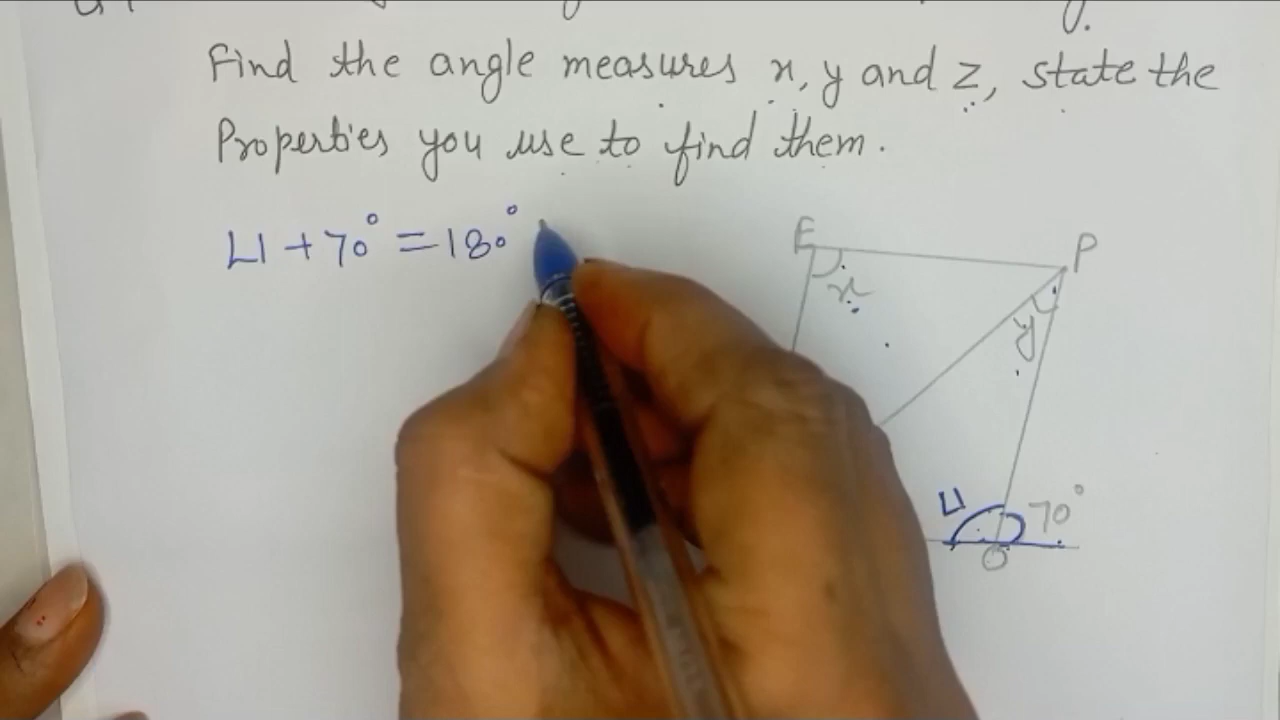 Find the angle measures x, y and z, state the
Properties you use to find them.
∠1 + 70° = 180°
E
P
x
y
∠1
70°
O